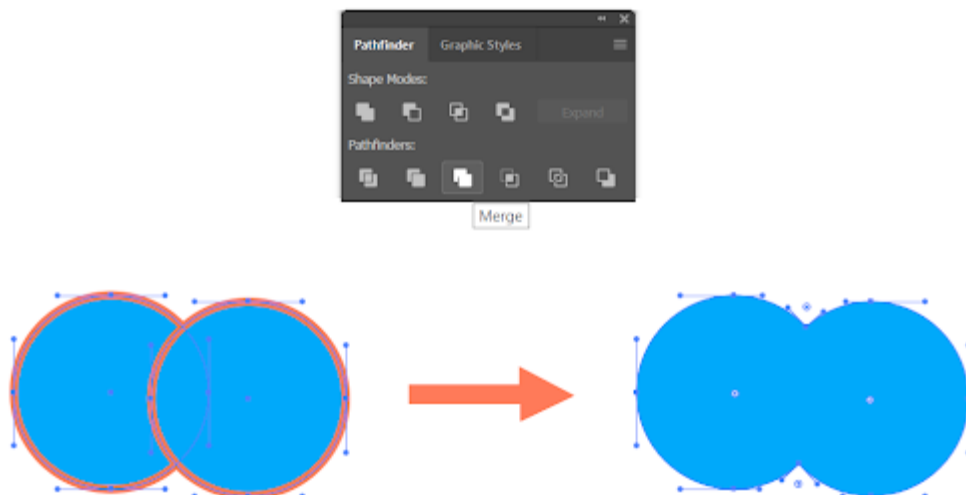 Pathfinder Graphic Styles
Shape Modes:
Expand
Pathfinders:
Merge